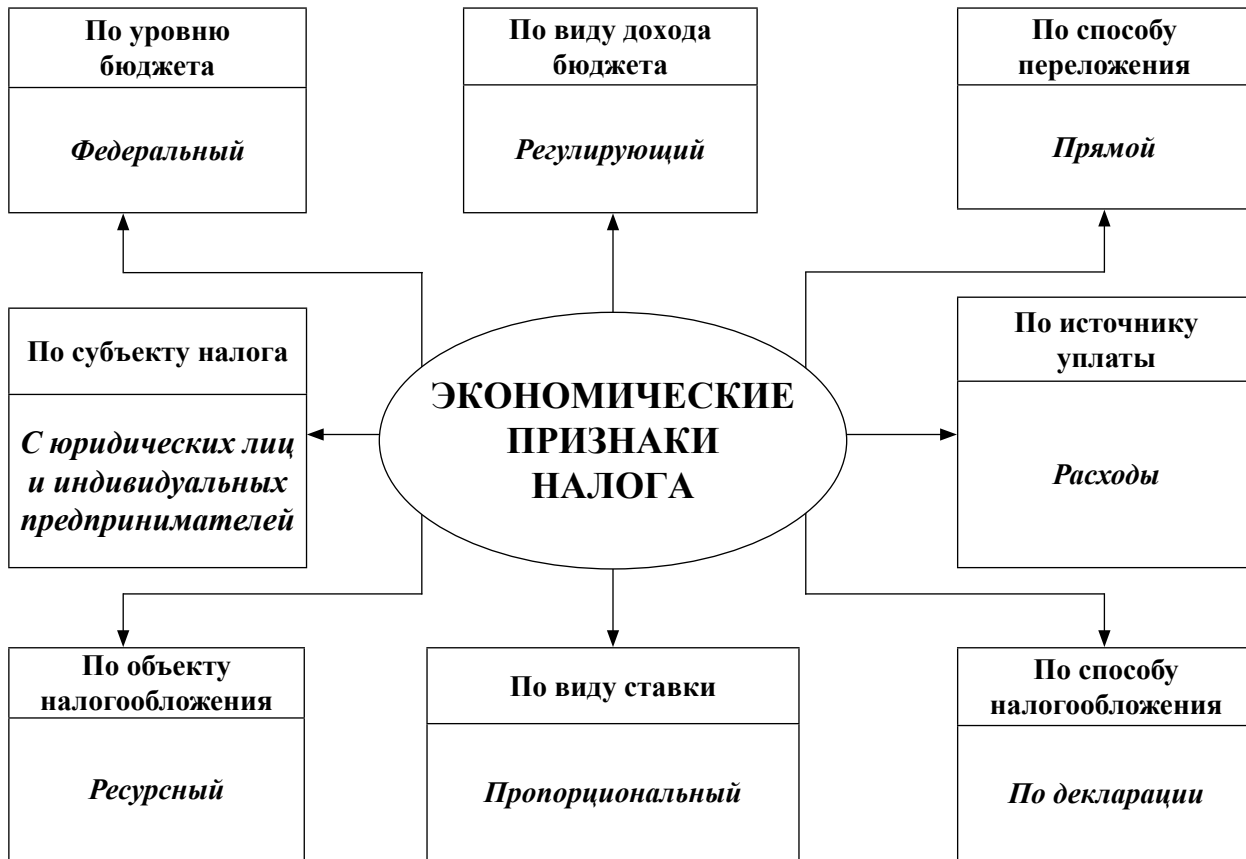 По уровню
бюджета
Федеральный
По виду дохода
бюджета
Регулирующий
По способу
переложения
Прямой
По субъекту налога
С юридических лиц
и индивидуальных
предпринимателей
ЭКОНОМИЧЕСКИЕ
ПРИЗНАКИ
НАЛОГА
По источнику
уплаты
Расходы
По объекту
налогообложения
Ресурсный
По виду ставки
Пропорциональный
По способу
налогообложения
По декларации